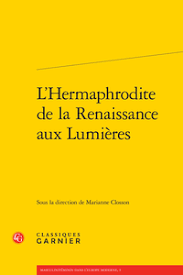 L'Hermaphrodite
de la Renaissance
aux Lumières
Sous la direction de Marianne Closson
CLASSIQUES
GARNIER